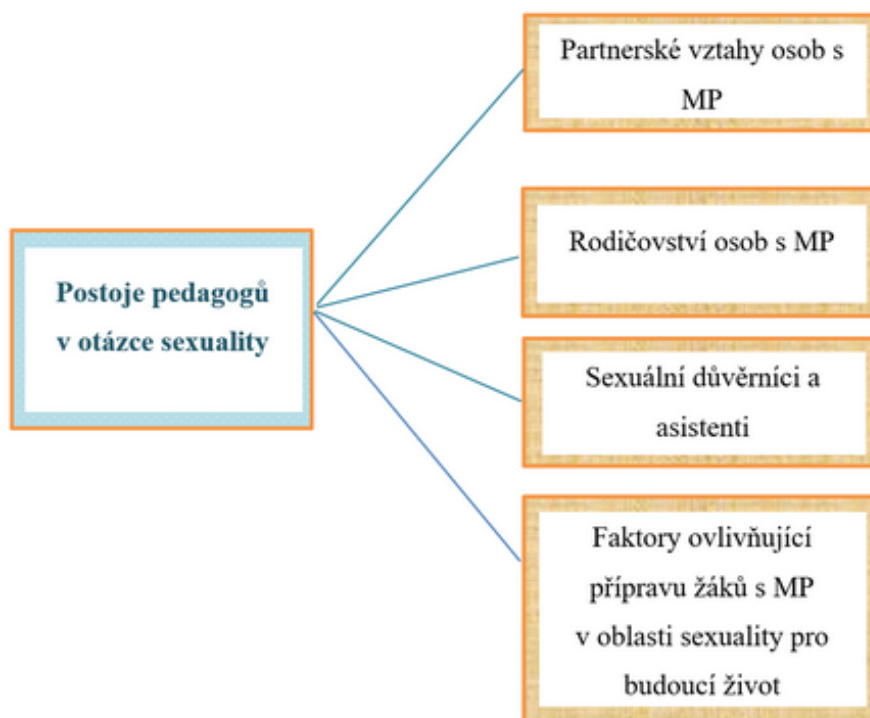 Postoje pedagogů
v otázce sexuality
Partnerské vztahy osob s
MP
Rodičovství osob s MP
Sexuální důvěrníci a
asistenti
Faktory ovlivňující
přípravu žáků s MP
v oblasti sexuality pro
budoucí život